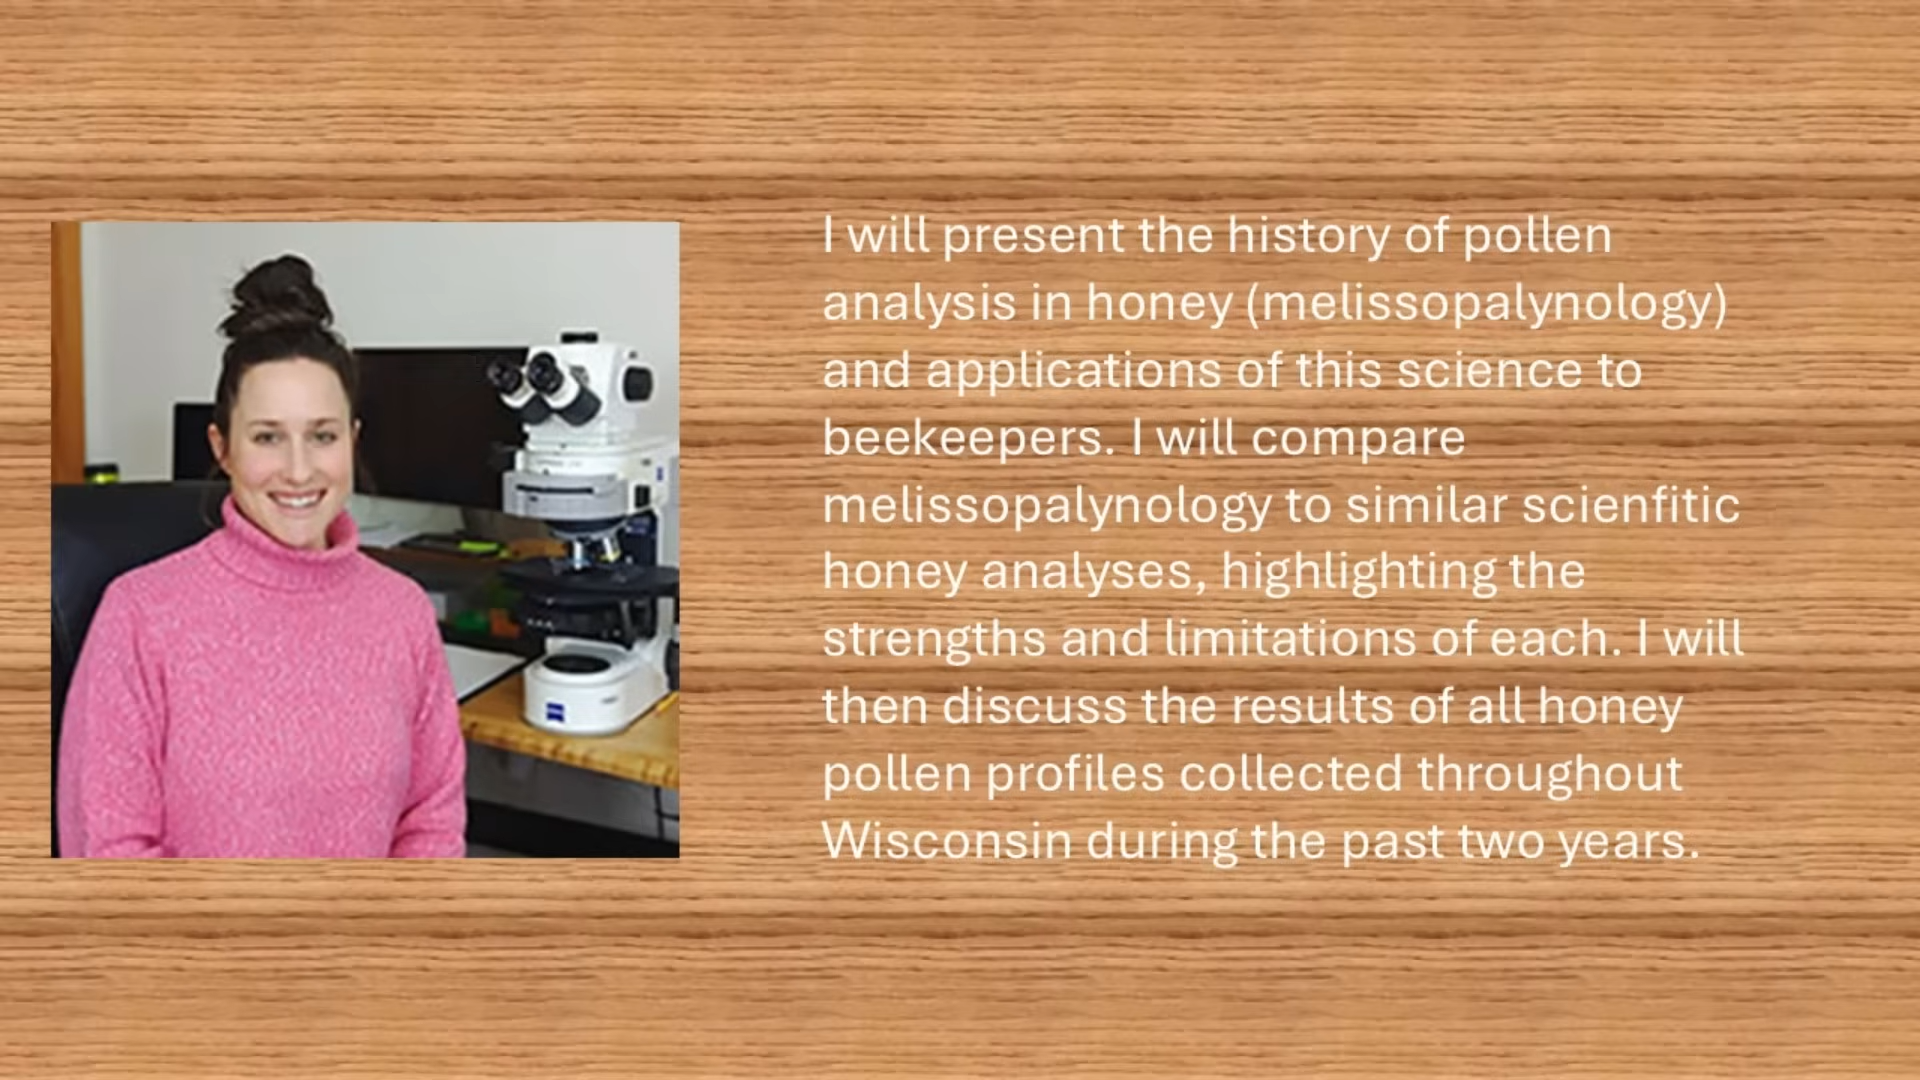 I will present the history of pollen
analysis in honey (melissopalynology)
and applications of this science to
beekeepers. I will compare
melissopalynology to similar scienfitic
honey analyses, highlighting the
strengths and limitations of each. I will
then discuss the results of all honey
pollen profiles collected throughout
Wisconsin during the past two years.